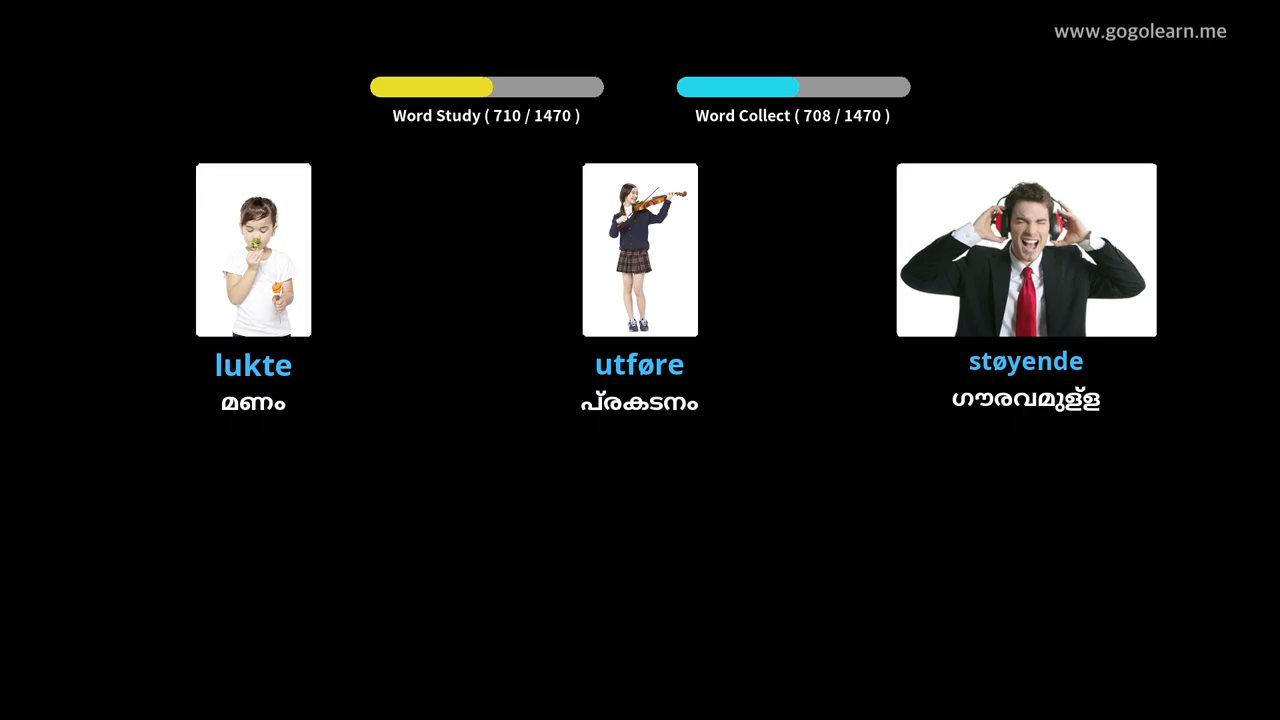 www.gogolearn.me
Word Study ( 710 / 1470 )
Word Collect ( 708 / 1470 )
lukte
utføre
støyende
മണം
പ്രകടനം
ഗൗരവമുള്ള